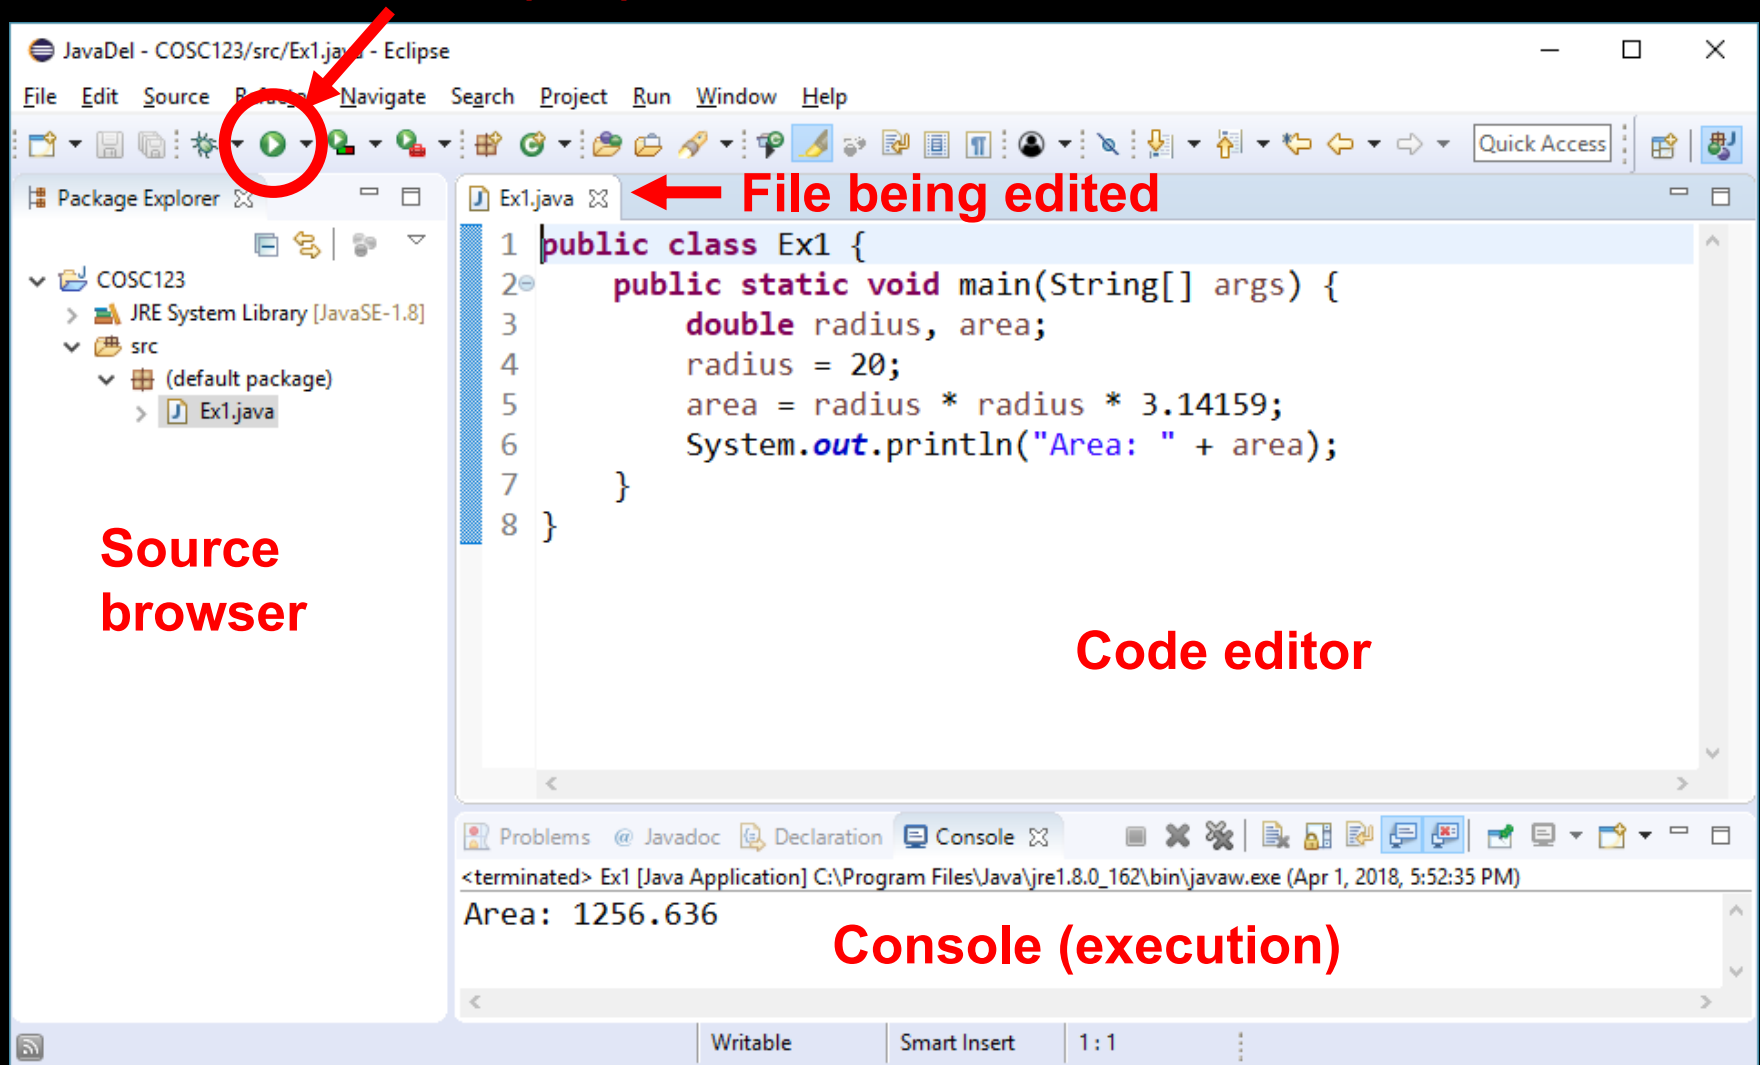 JavaDel - COSC123/src/Ex1.java - Eclipse
File Edit Source Refactor Navigate Search Project Run Window Help
Quick Access
Package Explorer
Ex1.java
File being edited
COSC123
JRE System Library [JavaSE-1.8]
src
(default package)
Ex1.java
Source
browser
1 public class Ex1 {
2 public static void main(String[] args) {
3 double radius, area;
4 radius = 20;
5 area = radius * radius * 3.14159;
6 System.out.println("Area: " + area);
7 }
8 }
Code editor
Problems @ Javadoc Declaration Console
<terminated> Ex1 [Java Application] C:\Program Files\Java\jre1.8.0_162\bin\javaw.exe (Apr 1, 2018, 5:52:35 PM)
Area: 1256.636
Console (execution)
Writable Smart Insert 1 : 1